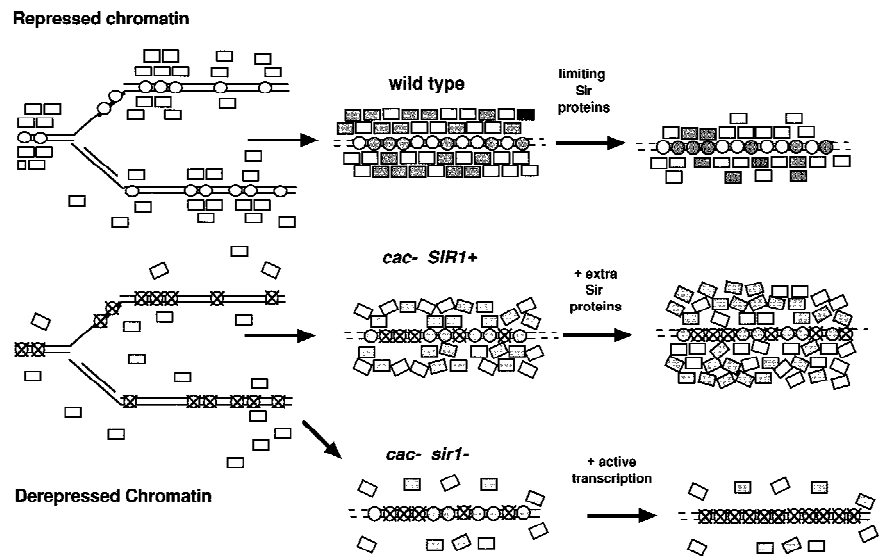 Repressed chromatin
wild type
limiting
Sir
proteins
cac- SIR1+
+ extra
Sir
proteins
cac- sir1-
+ active
transcription
Derepressed Chromatin